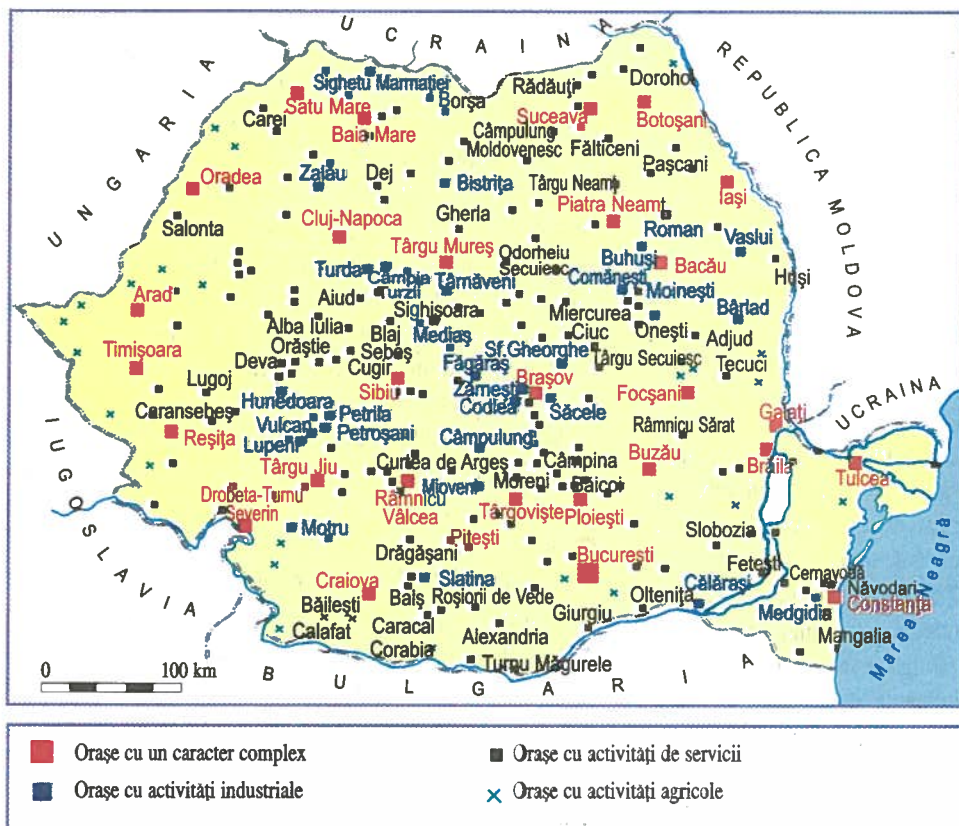 UCRAINA
UNGARIA
REPUBLICA MOLDOVA
Sighetu Marmației
Satu Mare
Borșa
Rădăuți
Dorohol
Carei
Baia Mare
Suceava
Botoșani
Câmpulung
Moldovenesc
Fălticeni
Pașcani
Oradea
Zalău
Dej
Bistrița
Târgu Neamț
Iași
Piatra Neamț
Gherla
Salonta
Cluj-Napoca
Târgu Mureș
Odorheiu
Secuiesc
Roman
Vaslui
Buhuși
Bacău
Huși
Turda
Câmpia
Turzii
Târnăveni
Comănești
Moinești
Arad
Aiud
Sighișoara
Miercurea
Ciuc
Bârlad
Alba Iulia
Blaj
Mediaș
Onești
Adjud
Timișoara
Orăștie
Deva
Sebeș
Cugir
Făgăraș
Sf.Gheorghe
Târgu Secuiesc
Tecuci
Lugoj
Sibiu
Zărnești
Codlea
Brașov
Săcele
Focșani
Caransebeș
Hunedoara
Petrila
Vulcan
Petroșani
Lupeni
Câmpulung
Râmnicu Sărat
Galați
UCRAINA
Reșița
Târgu Jiu
Curtea de Argeș
Câmpina
Buzău
Brăila
Tulcea
Drobeta-Turnu
Severin
Râmnicu
Vâlcea
Mioveni
Moreni
Băicoi
Târgoviște
Ploiești
IUGOSLAVIA
Motru
Drăgășani
Pitești
Slobozia
București
Fetești
Cernavodă
Năvodari
Craiova
Slatina
Balș
Roșiorii de Vede
Oltenița
Călărași
Medgidia
Constanța
Băilești
Calafat
Caracal
Corabia
Alexandria
Giurgiu
Mangalia
Turnu Măgurele
Marea Neagră
0 100 km
BULGARIA
Orașe cu un caracter complex
Orașe cu activități de servicii
Orașe cu activități industriale
Orașe cu activități agricole